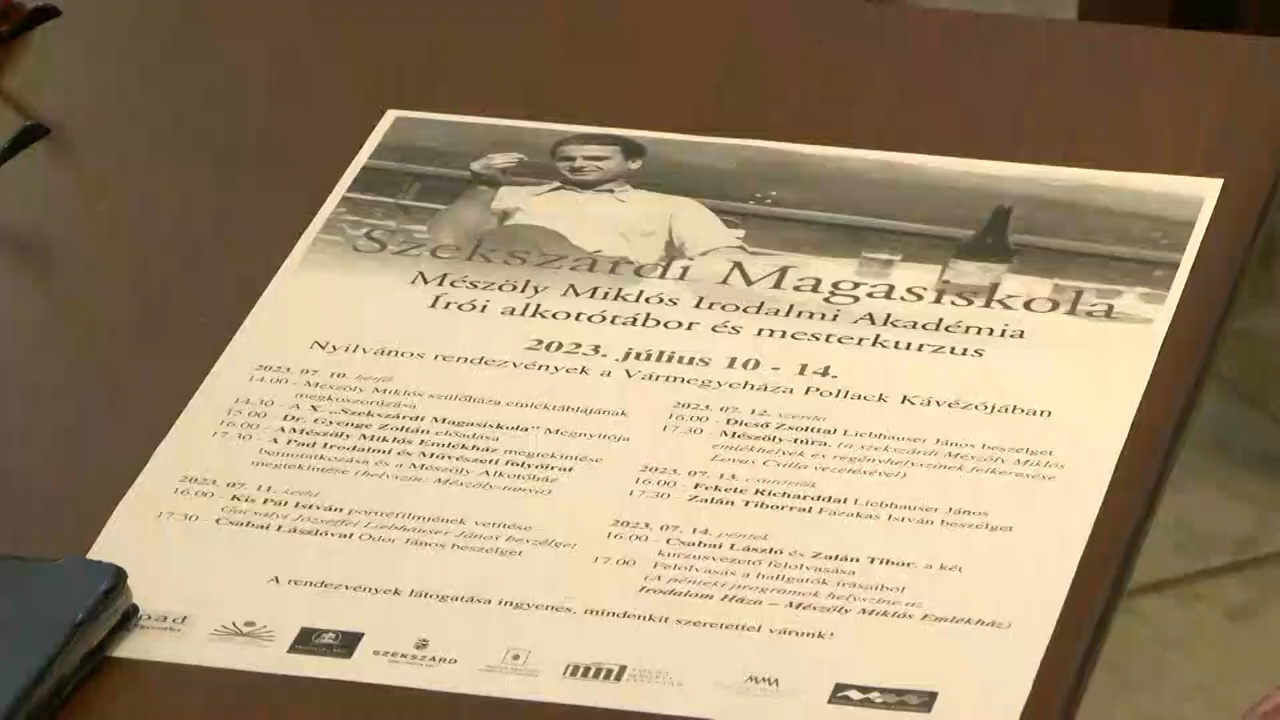 Szekszárdi Magasiskola
Mészöly Miklós Irodalmi Akadémia
Írói alkotótábor és mesterkurzus
2023. július 10 - 14.
Nyilvános rendezvények a Vármegyeháza Pollack Kávézójában
2023. 07. 10. hétfő
14.00 - Mészöly Miklós szülőháza emléktáblájának
megkoszorúzása
14.30 - A X. „Szekszárdi Magasiskola" Megnyitója
15.00 - Dr. Gyenge Zoltán előadása
16.00 - A Mészöly Miklós Emlékház megtekintése
17.30 - A Pad Irodalmi és Művészeti folyóirat
bemutatkozása és a Mészöly Alkotóház
megtekintése (helyszín: Mészöly-tanya)
2023. 07. 11. kedd
16.00 - Kis Pál István portréfilmjének vetítése
Gacsályi Józseffel Liebhauser János beszélget
17.30 - Csabai Lászlóval Odor János beszélget
2023. 07. 12. szerda
16.00 - Dicső Zsolttal Liebhauser János beszélget
17.30 - Mészöly-túra, (a szekszárdi Mészöly Miklós
emlékhelyek és regényhelyszínek felkeresése
Lovas Csilla vezetésével)
2023. 07. 13. csütörtök
16.00 - Fekete Richarddal Liebhauser János
17.30 - Zalán Tiborral Fazakas István beszélget
2023. 07. 14. péntek
16.00 - Csabai László és Zalán Tibor, a két
kurzusvezető felolvasása
17.00 Felolvasás a hallgatók írásaiból
(A pénteki programok helyszíne az
Irodalom Háza – Mészöly Miklós Emlékház)
A rendezvények látogatása ingyenes, mindenkit szeretettel várunk!
pad
SZEKSZÁRD
mnl